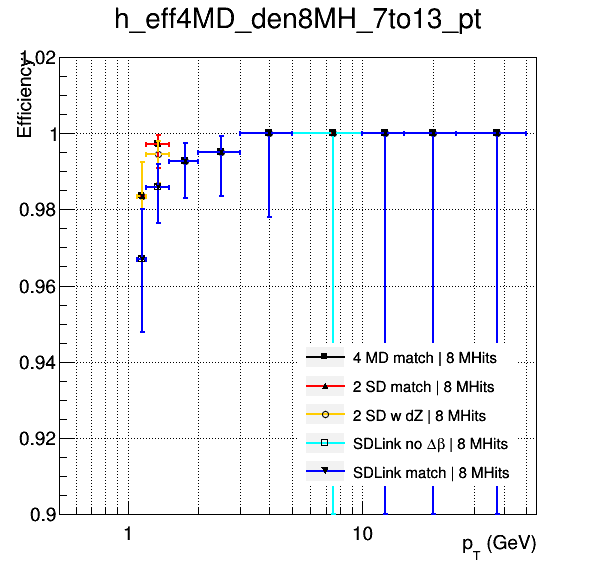 h_eff4MD_den8MH_7to13_pt
Efficiency
1.02
1
0.98
0.96
0.94
0.92
0.9
4 MD match | 8 MHits
2 SD match | 8 MHits
2 SD w dZ | 8 MHits
SDLink no Δβ | 8 MHits
SDLink match | 8 MHits
1
10
p_T (GeV)